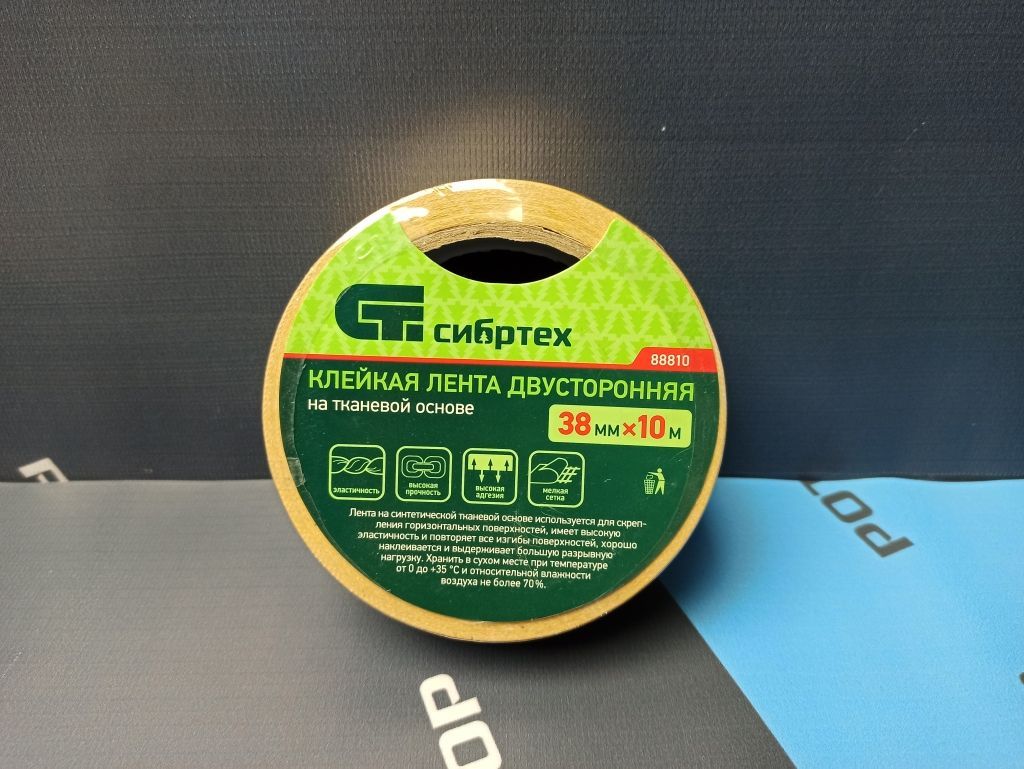 сибртех
88810
КЛЕЙКАЯ ЛЕНТА ДВУСТОРОННЯЯ
на тканевой основе
38 мм×10 м
эластичность
высокая
прочность
высокая
адгезия
мелкая
сетка
Лента на синтетической тканевой основе используется для скреп-
ления горизонтальных поверхностей, имеет высокую
эластичность и повторяет все изгибы поверхностей, хорошо
наклеивается и выдерживает большую разрывную
нагрузку. Хранить в сухом месте при температуре
от 0 до +35 °C и относительной влажности
воздуха не более 70%.